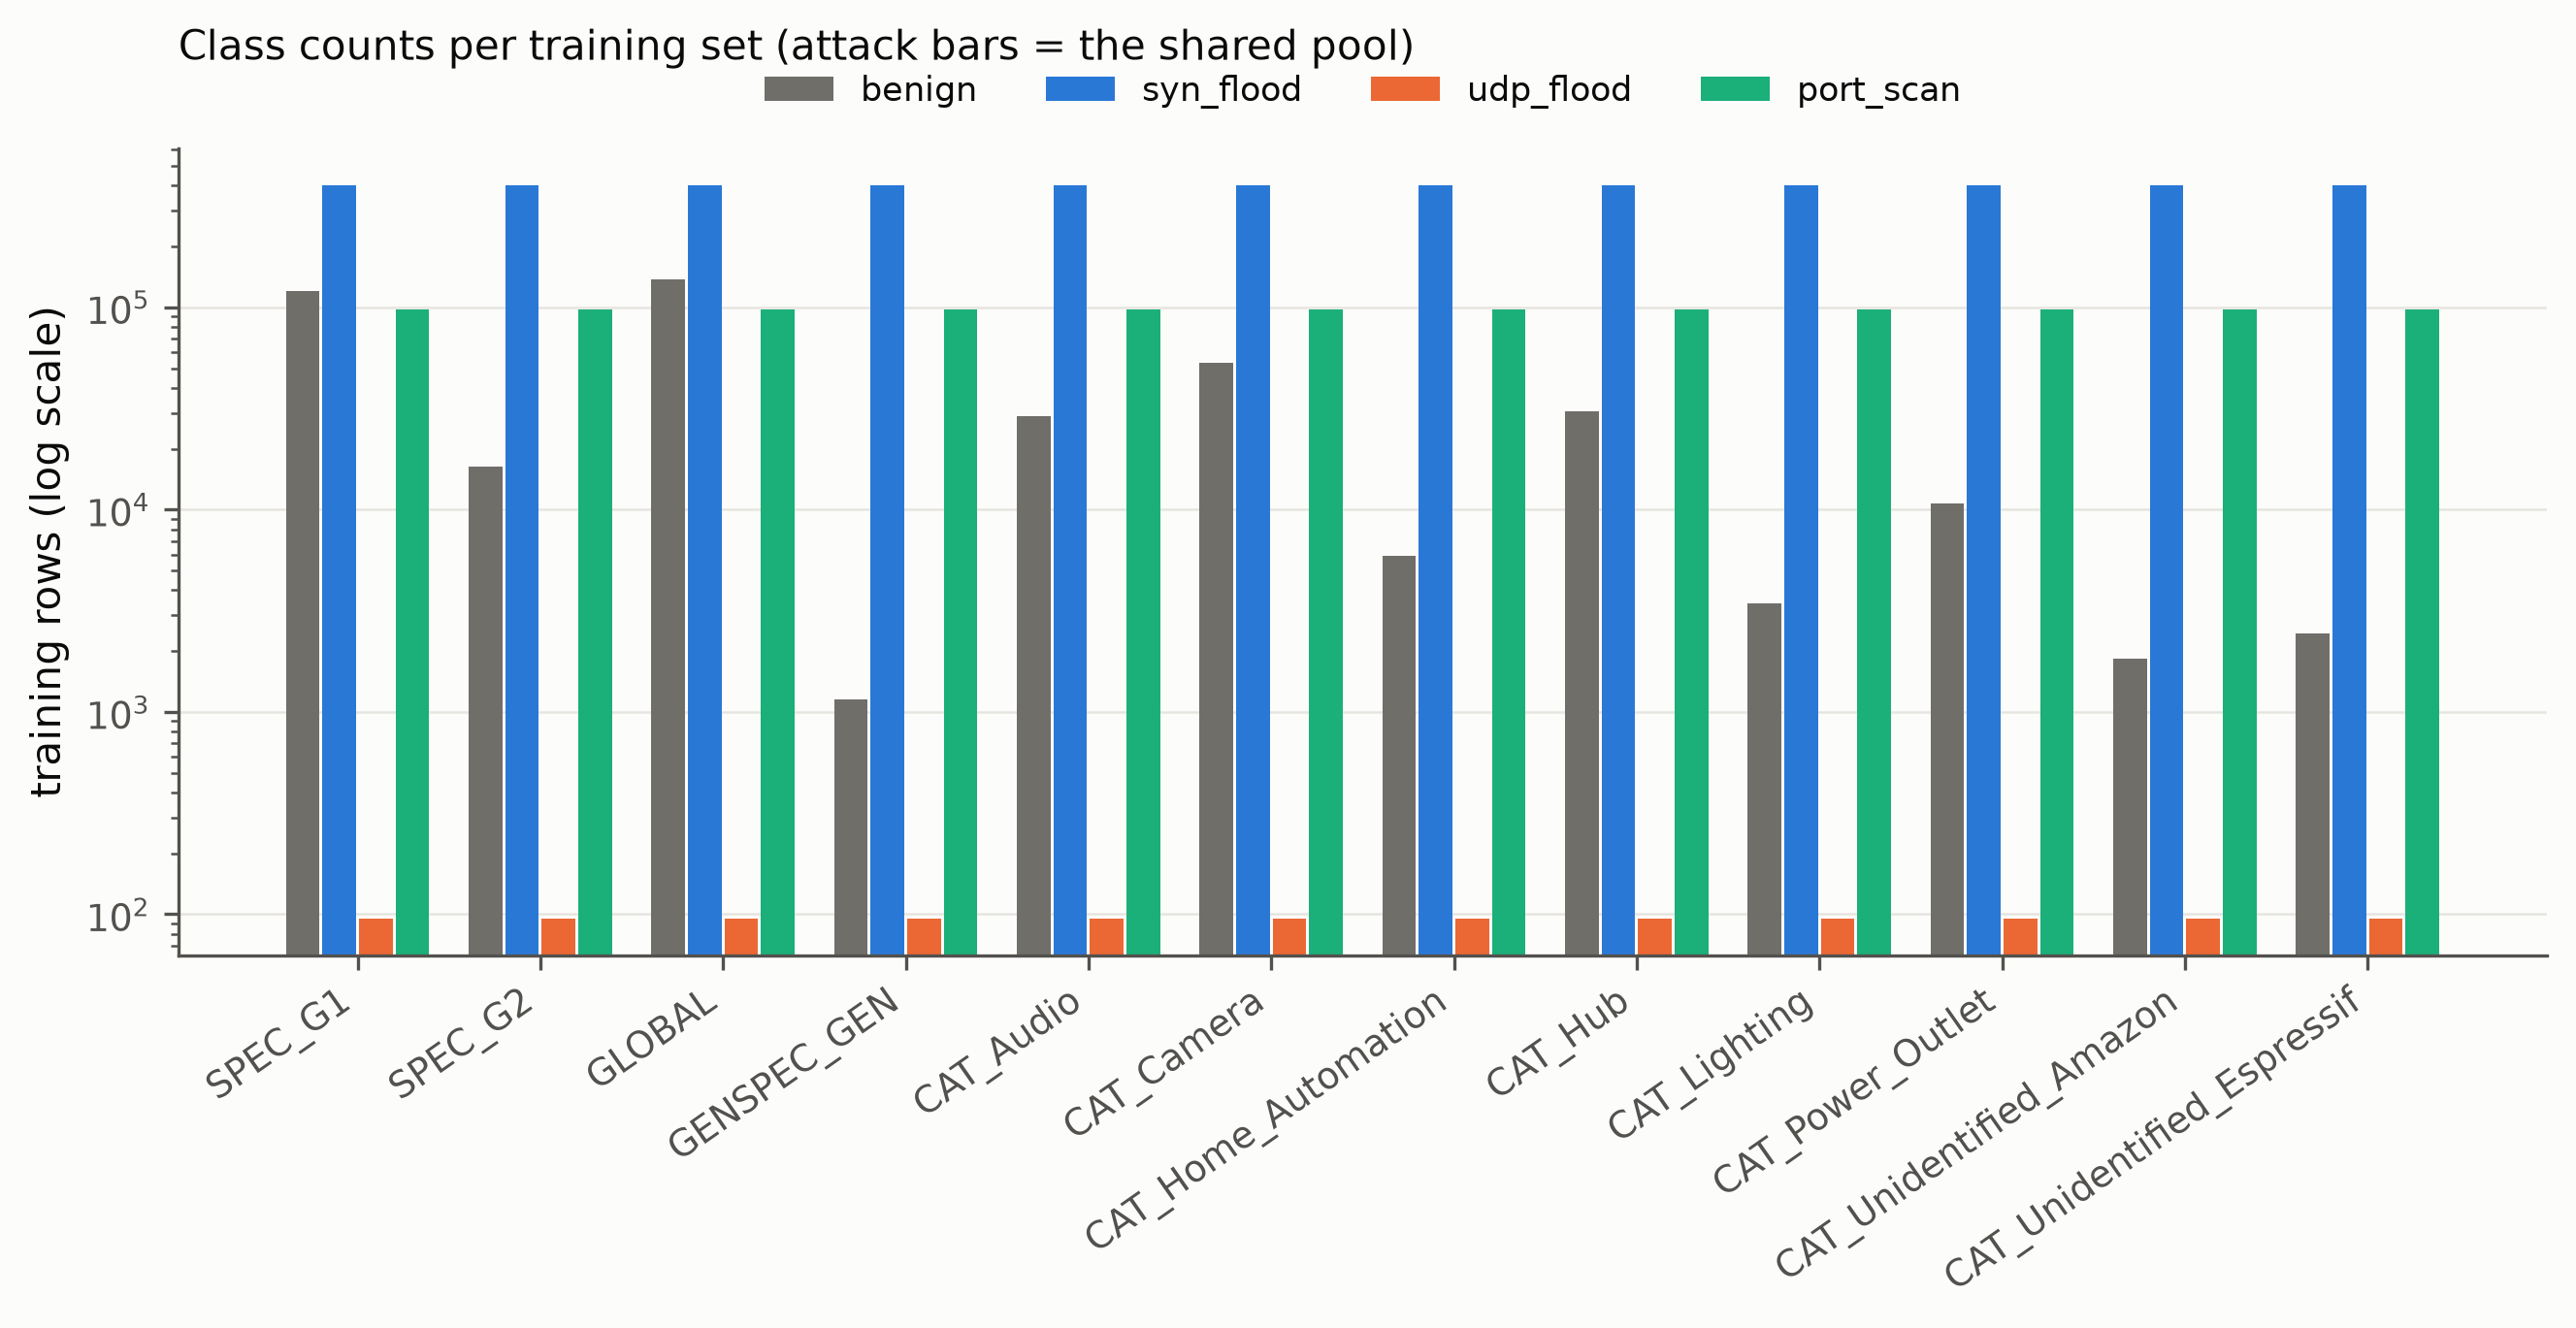 Class counts per training set (attack bars = the shared pool)
benign syn_flood udp_flood port_scan
training rows (log scale)
10⁵
10⁴
10³
10²
SPEC_G1
SPEC_G2
GLOBAL
GENSPEC_GEN
CAT_Audio
CAT_Camera
CAT_Home_Automation
CAT_Hub
CAT_Lighting
CAT_Power_Outlet
CAT_Unidentified_Amazon
CAT_Unidentified_Espressif